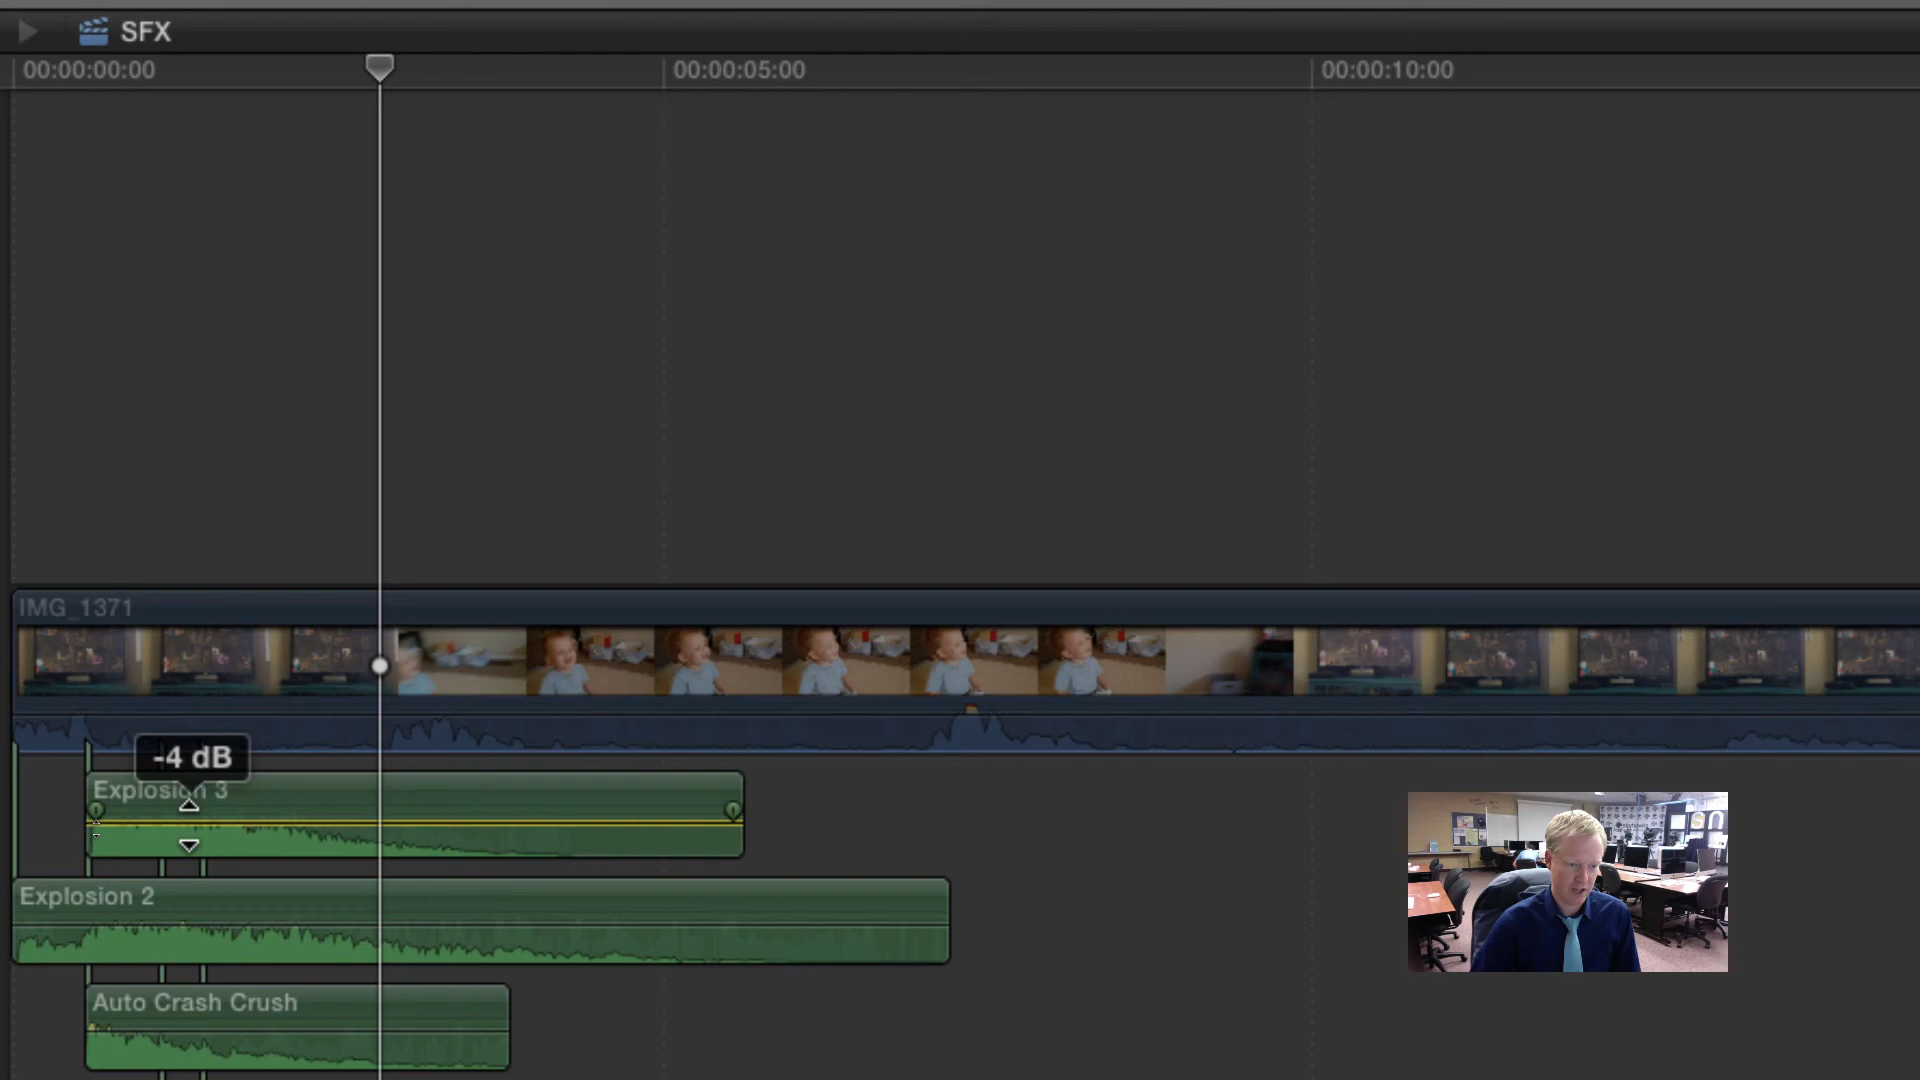 SFX
00:00:00:00
00:00:05:00
00:00:10:00
IMG_1371
-4 dB
Explosion 3
Explosion 2
Auto Crash Crush